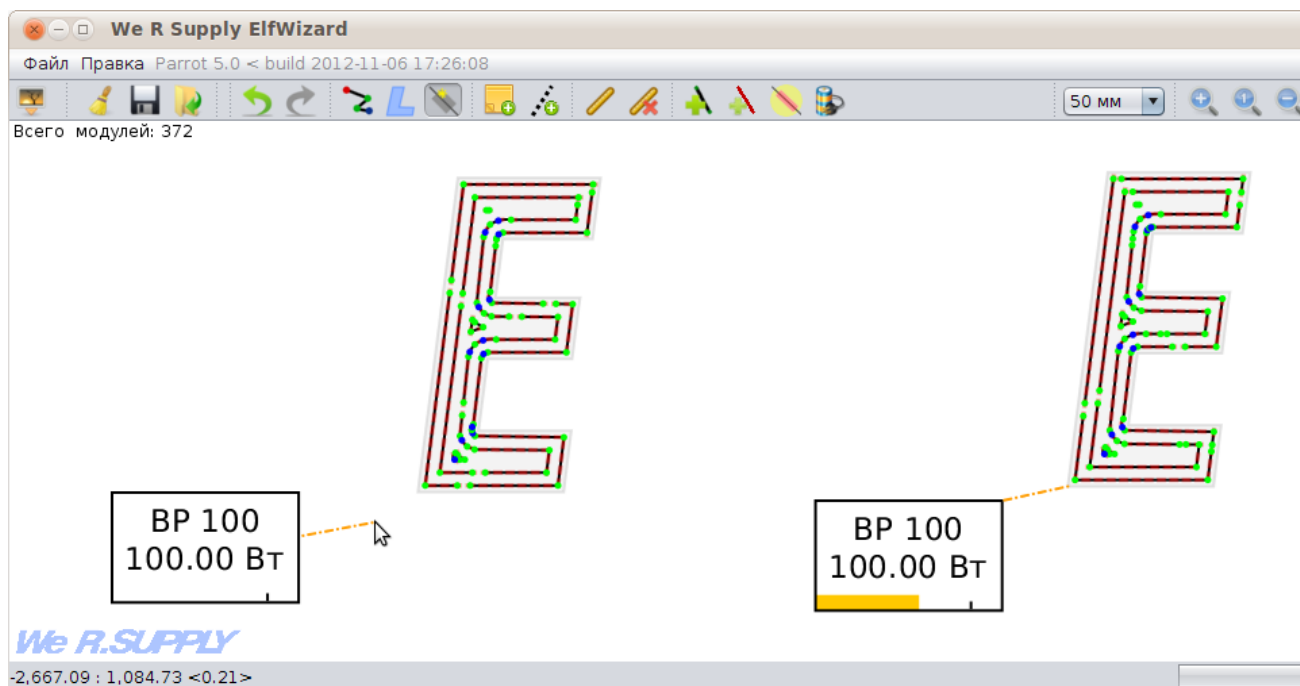 We R Supply ElfWizard
Файл Правка Parrot 5.0 < build 2012-11-06 17:26:08
50 мм
Всего модулей: 372
BP 100
100.00 Вт
BP 100
100.00 Вт
We R.SUPPLY
-2,667.09 : 1,084.73 <0.21>